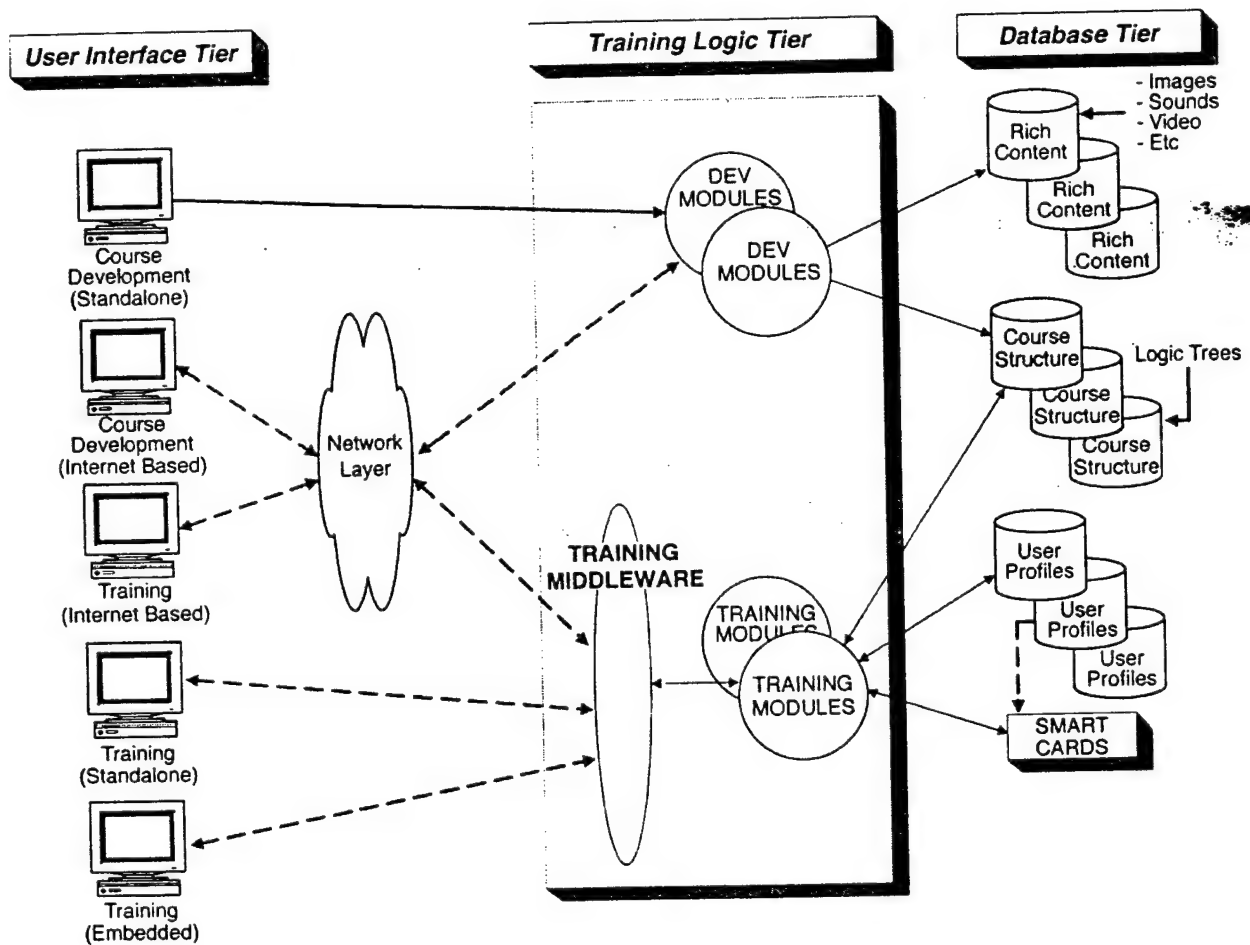 User Interface Tier
Training Logic Tier
Database Tier
- Images
- Sounds
- Video
- Etc
Rich
Content
Rich
Content
Rich
Content
DEV
MODULES
DEV
MODULES
Course
Development
(Standalone)
Course
Structure
Course
Structure
Course
Structure
Logic Trees
Course
Development
(Internet Based)
Network
Layer
Training
(Internet Based)
TRAINING
MIDDLEWARE
TRAINING
MODULES
TRAINING
MODULES
User
Profiles
User
Profiles
User
Profiles
SMART
CARDS
Training
(Standalone)
Training
(Embedded)